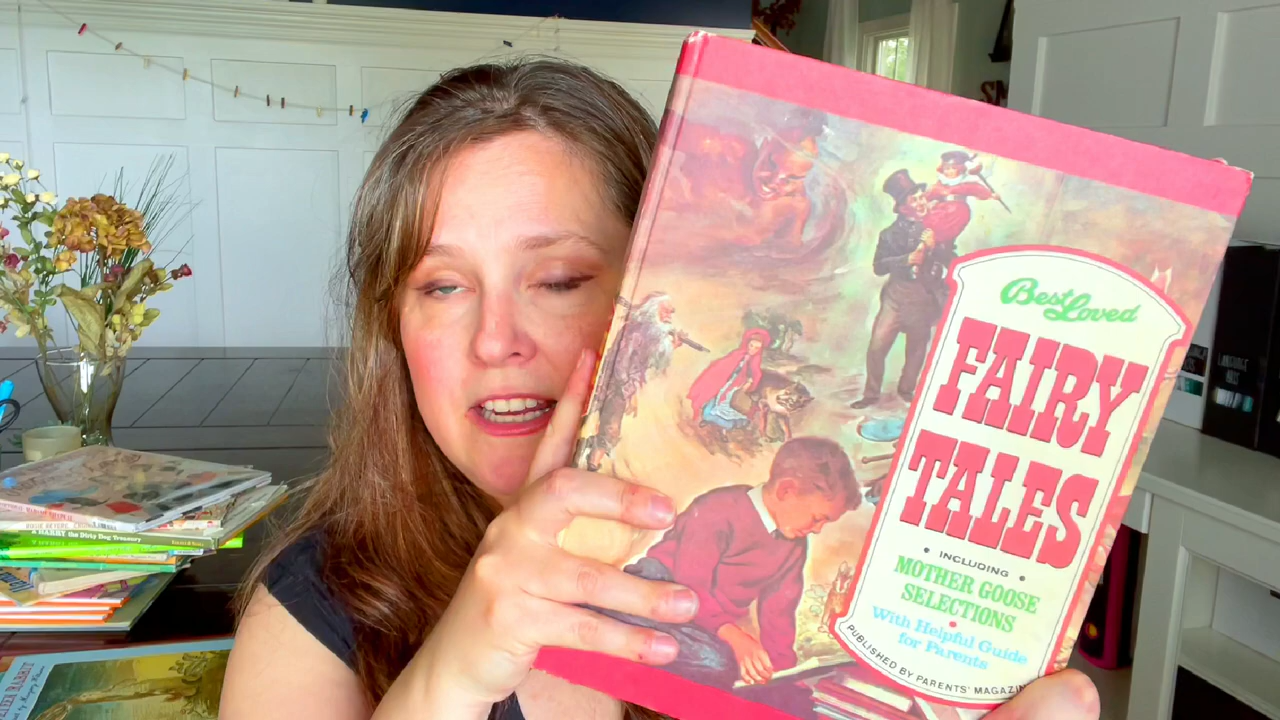 Best Loved
FAIRY
TALES
• INCLUDING •
MOTHER GOOSE
SELECTIONS
•
With Helpful Guide
for Parents
PUBLISHED BY PARENTS' MAGAZIN
HARRY the Dirty Dog Treasury